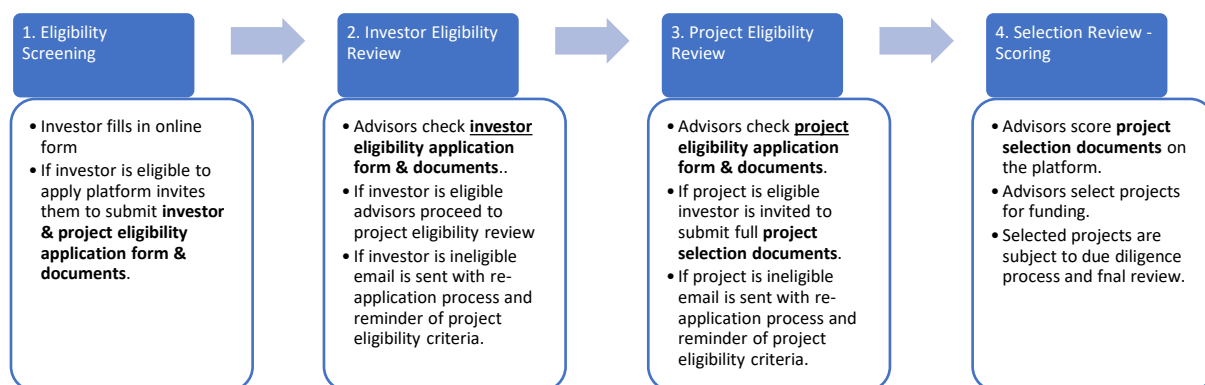 1. Eligibility
Screening
• Investor fills in online
form
• If investor is eligible to
apply platform invites
them to submit investor
& project eligibility
application form &
documents.
2. Investor Eligibility
Review
• Advisors check investor
eligibility application
form & documents..
• If investor is eligible
advisors proceed to
project eligibility review
• If investor is ineligible
email is sent with re-
application process and
reminder of project
eligibility criteria.
3. Project Eligibility
Review
• Advisors check project
eligibility application
form & documents.
• If project is eligible
investor is invited to
submit full project
selection documents.
• If project is ineligible
email is sent with re-
application process and
reminder of project
eligibility criteria.
4. Selection Review -
Scoring
• Advisors score project
selection documents on
the platform.
• Advisors select projects
for funding.
• Selected projects are
subject to due diligence
process and fnal review.